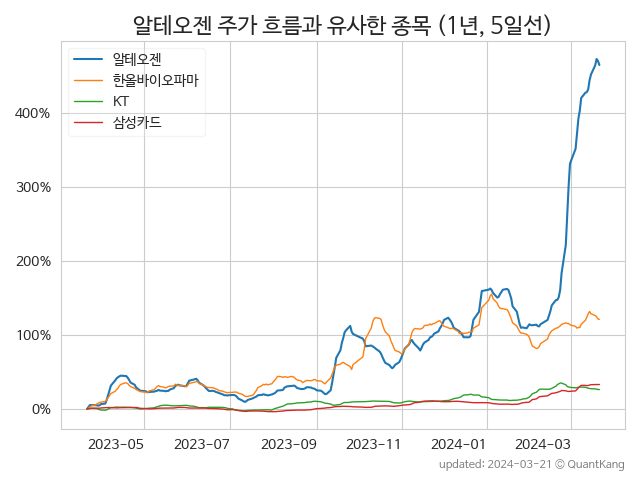 알테오젠 주가 흐름과 유사한 종목 (1년, 5일선)
알테오젠
한올바이오파마
KT
삼성카드
400%
300%
200%
100%
0%
2023-05 2023-07 2023-09 2023-11 2024-01 2024-03
updated: 2024-03-21 © QuantKang